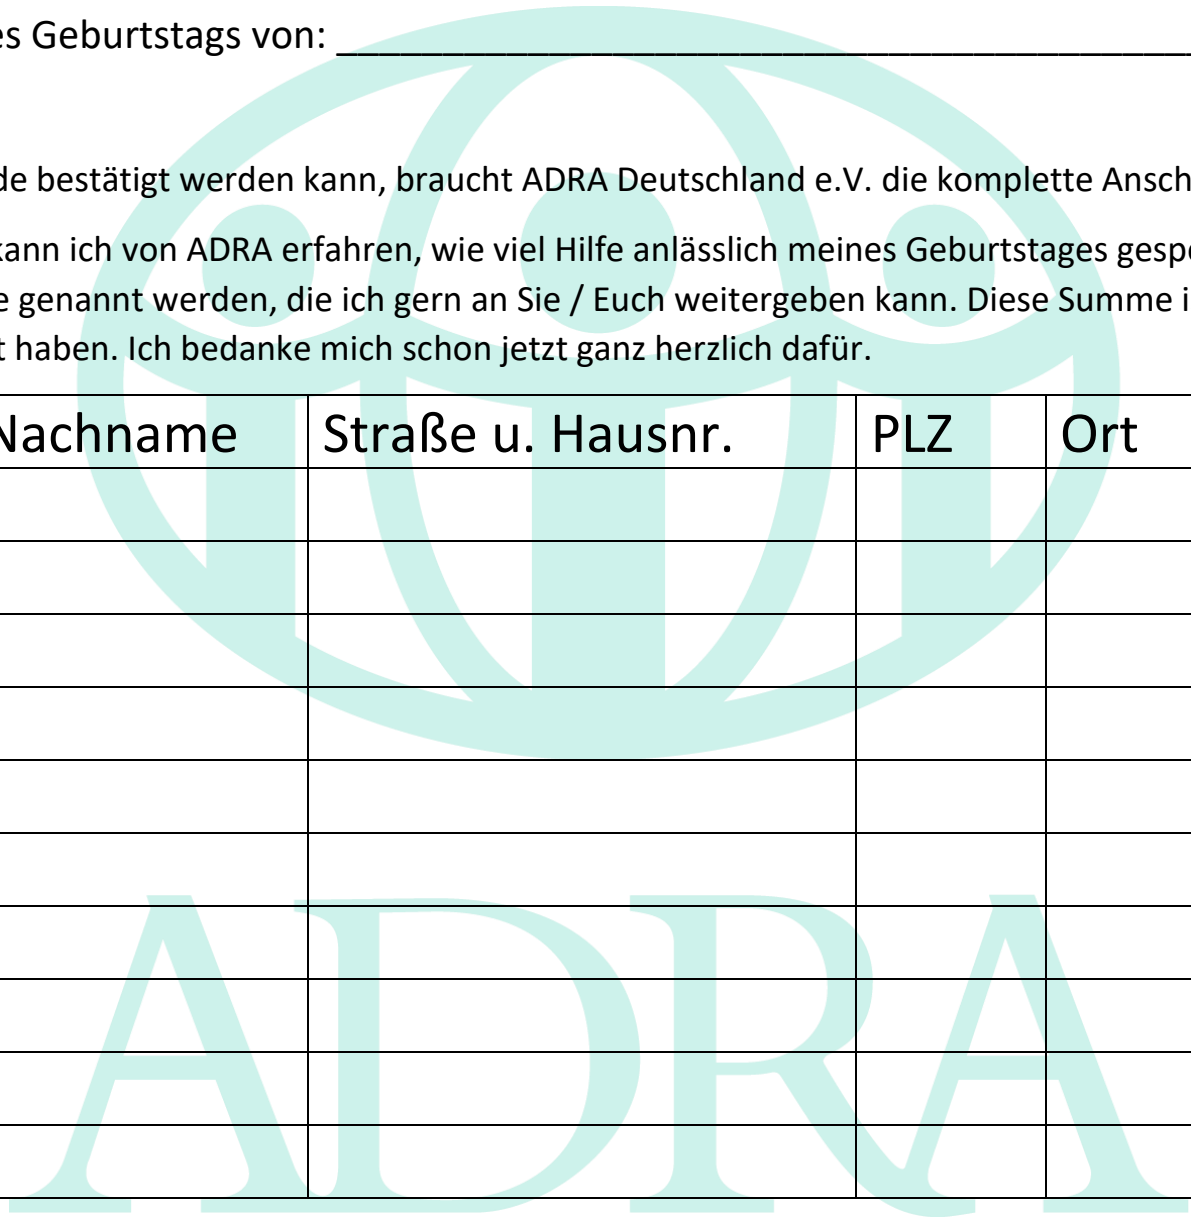 es Geburtstags von: ________________________________________
de bestätigt werden kann, braucht ADRA Deutschland e.V. die komplette Ansch
kann ich von ADRA erfahren, wie viel Hilfe anlässlich meines Geburtstages gespe
e genannt werden, die ich gern an Sie / Euch weitergeben kann. Diese Summe i
t haben. Ich bedanke mich schon jetzt ganz herzlich dafür.
Nachname Straße u. Hausnr. PLZ Ort
ADRA